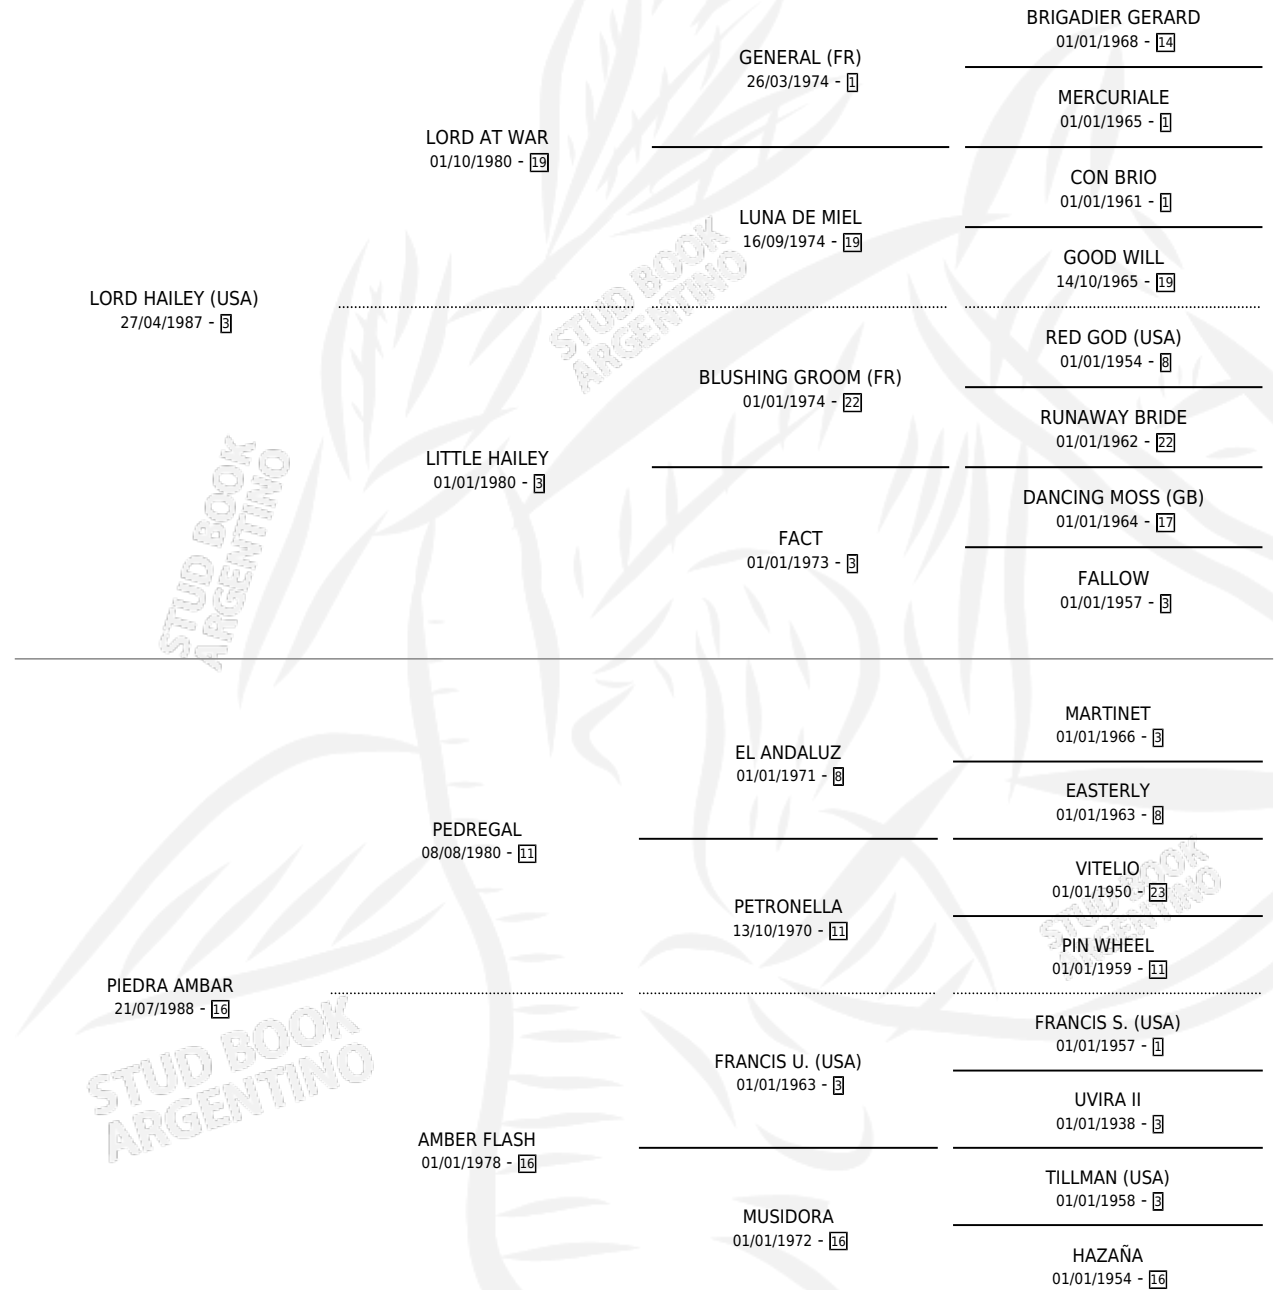 BRIGADIER GERARD
01/01/1968 - 14
GENERAL (FR)
26/03/1974 - 1
MERCURIALE
01/01/1965 - 1
LORD AT WAR
01/10/1980 - 19
CON BRIO
01/01/1961 - 1
LUNA DE MIEL
16/09/1974 - 19
GOOD WILL
14/10/1965 - 19
LORD HAILEY (USA)
27/04/1987 - 3
RED GOD (USA)
01/01/1954 - 8
BLUSHING GROOM (FR)
01/01/1974 - 22
RUNAWAY BRIDE
01/01/1962 - 22
LITTLE HAILEY
01/01/1980 - 3
DANCING MOSS (GB)
01/01/1964 - 17
FACT
01/01/1973 - 3
FALLOW
01/01/1957 - 3
MARTINET
01/01/1966 - 3
EL ANDALUZ
01/01/1971 - 8
EASTERLY
01/01/1963 - 8
PEDREGAL
08/08/1980 - 11
VITELIO
01/01/1950 - 23
PETRONELLA
13/10/1970 - 11
PIN WHEEL
01/01/1959 - 11
PIEDRA AMBAR
21/07/1988 - 16
FRANCIS S. (USA)
01/01/1957 - 1
FRANCIS U. (USA)
01/01/1963 - 3
UVIRA II
01/01/1938 - 3
AMBER FLASH
01/01/1978 - 16
TILLMAN (USA)
01/01/1958 - 3
MUSIDORA
01/01/1972 - 16
HAZAÑA
01/01/1954 - 16
STUD BOOK
ARGENTINO
STUD BOOK
ARGENTINO
STUD BOOK
ARGENTINO
STUD BOOK
ARGENTINO